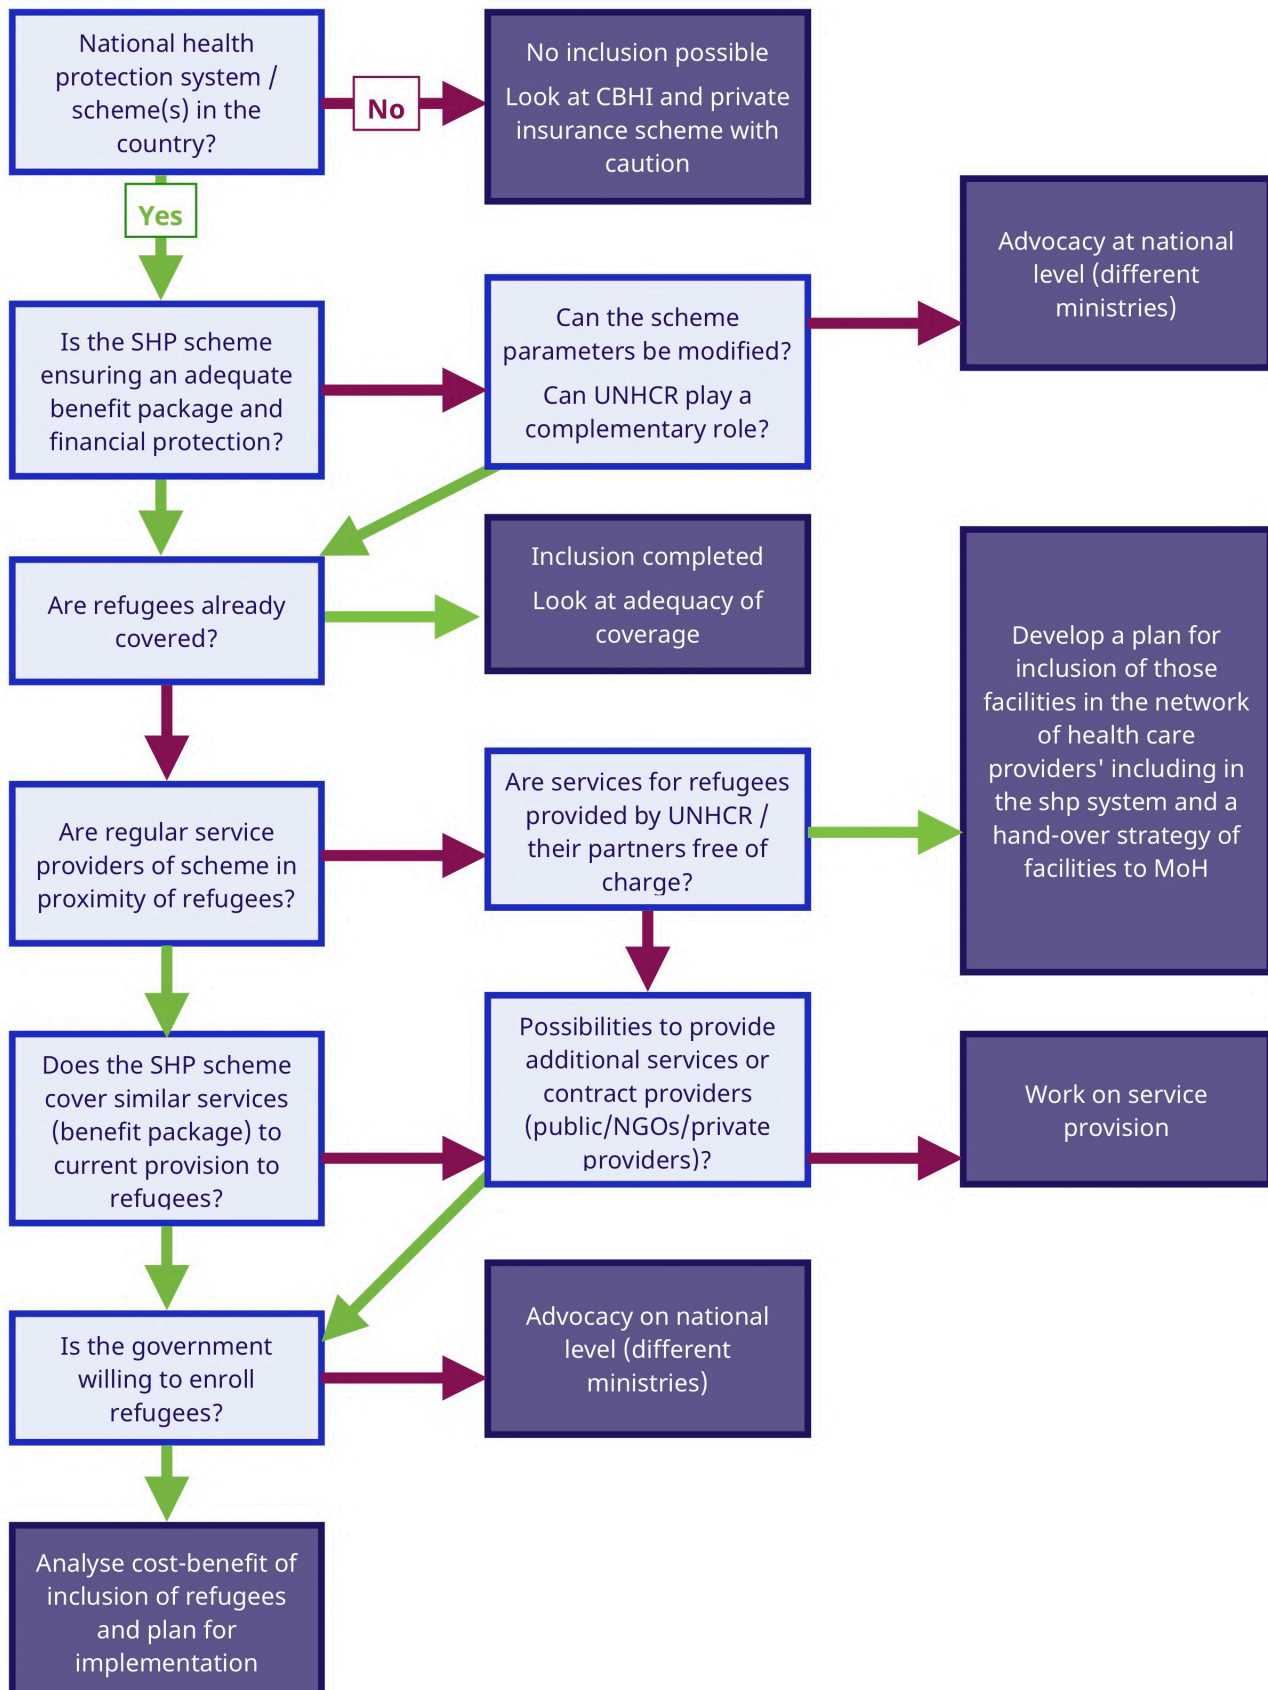 National health
protection system /
scheme(s) in the
country?
No
No inclusion possible
Look at CBHI and private
insurance scheme with
caution
Yes
Advocacy at national
level (different
ministries)
Is the SHP scheme
ensuring an adequate
benefit package and
financial protection?
Can the scheme
parameters be modified?
Can UNHCR play a
complementary role?
Are refugees already
covered?
Inclusion completed
Look at adequacy of
coverage
Develop a plan for
inclusion of those
facilities in the network
of health care
providers' including in
the shp system and a
hand-over strategy of
facilities to MoH
Are regular service
providers of scheme in
proximity of refugees?
Are services for refugees
provided by UNHCR /
their partners free of
charge?
Does the SHP scheme
cover similar services
(benefit package) to
current provision to
refugees?
Possibilities to provide
additional services or
contract providers
(public/NGOs/private
providers)?
Work on service
provision
Is the government
willing to enroll
refugees?
Advocacy on national
level (different
ministries)
Analyse cost-benefit of
inclusion of refugees
and plan for
implementation